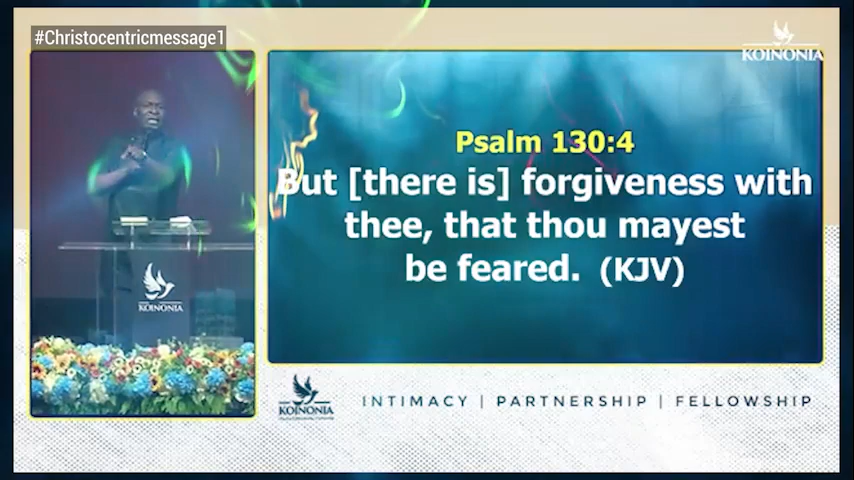 #Christocentricmessage1
KOINONIA
Psalm 130:4
But [there is] forgiveness with
thee, that thou mayest
be feared. (KJV)
KOINONIA
KOINONIA
INTIMACY | PARTNERSHIP | FELLOWSHIP